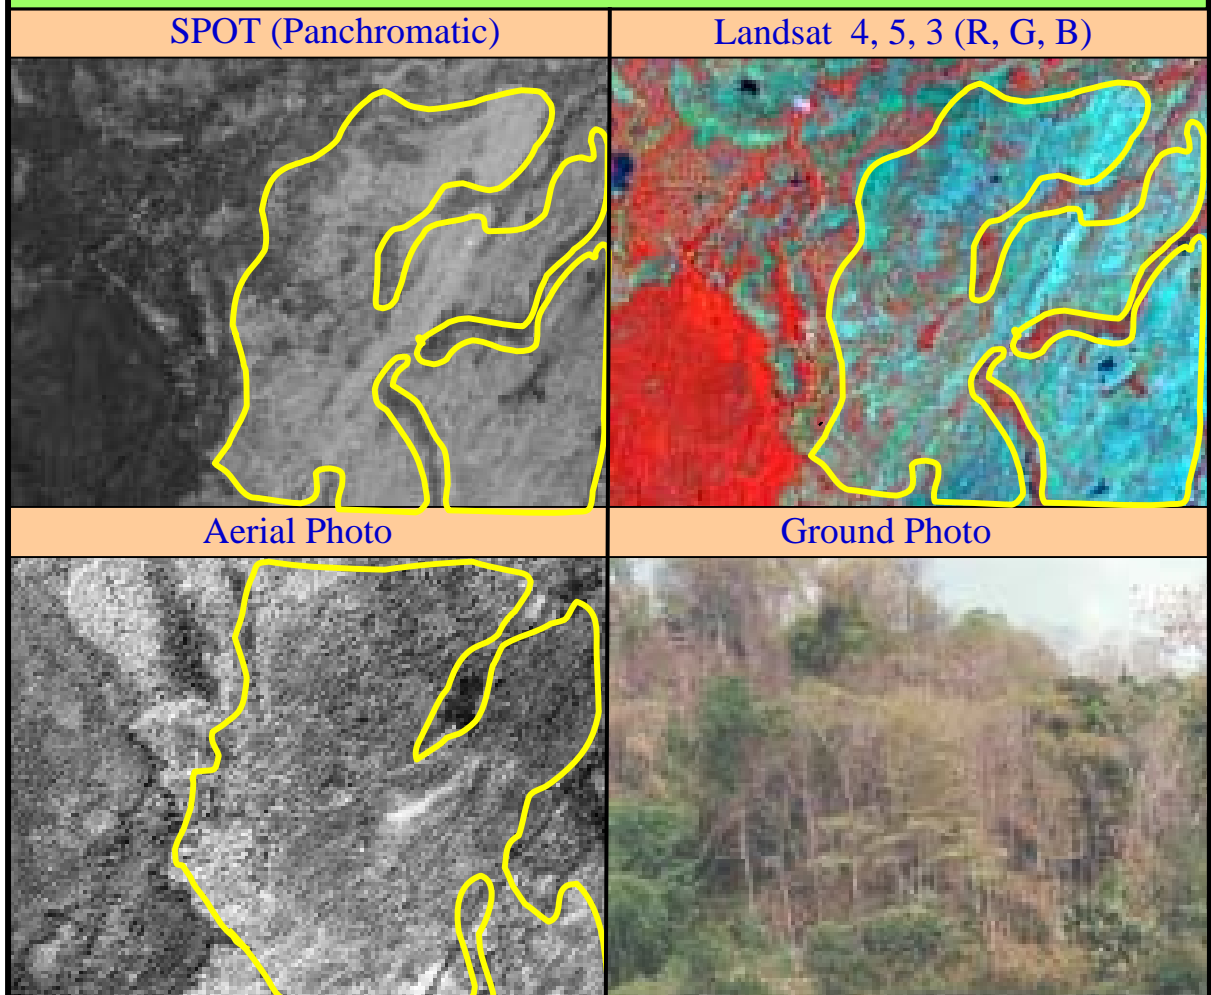 SPOT (Panchromatic)
Landsat 4, 5, 3 (R, G, B)
Aerial Photo
Ground Photo